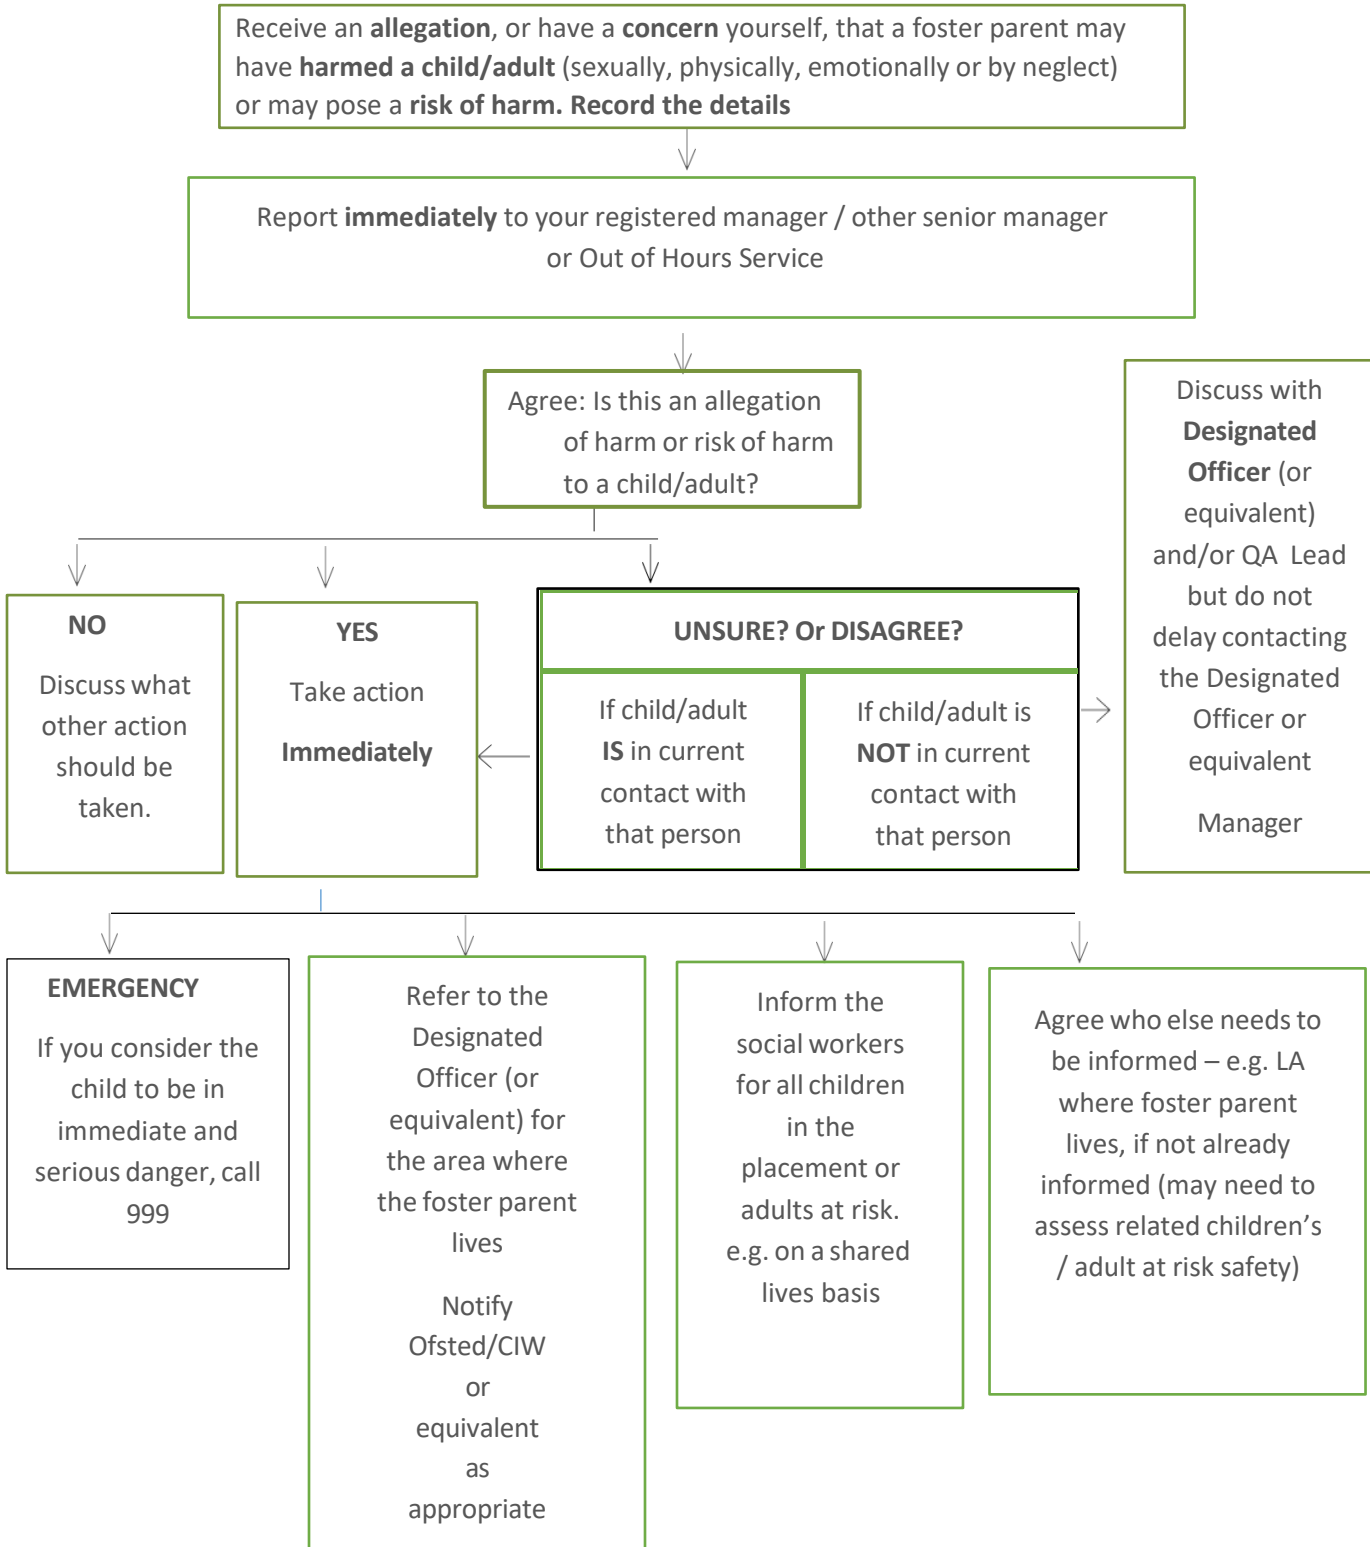 Receive an allegation, or have a concern yourself, that a foster parent may
have harmed a child/adult (sexually, physically, emotionally or by neglect)
or may pose a risk of harm. Record the details
Report immediately to your registered manager / other senior manager
or Out of Hours Service
Agree: Is this an allegation
of harm or risk of harm
to a child/adult?
NO
Discuss what
other action
should be
taken.
YES
Take action
Immediately
UNSURE? Or DISAGREE?
If child/adult
IS in current
contact with
that person
If child/adult is
NOT in current
contact with
that person
Discuss with
Designated
Officer (or
equivalent)
and/or QA Lead
but do not
delay contacting
the Designated
Officer or
equivalent
Manager
EMERGENCY
If you consider the
child to be in
immediate and
serious danger, call
999
Refer to the
Designated
Officer (or
equivalent) for
the area where
the foster parent
lives
Notify
Ofsted/CIW
or
equivalent
as
appropriate
Inform the
social workers
for all children
in the
placement or
adults at risk.
e.g. on a shared
lives basis
Agree who else needs to
be informed – e.g. LA
where foster parent
lives, if not already
informed (may need to
assess related children’s
/ adult at risk safety)